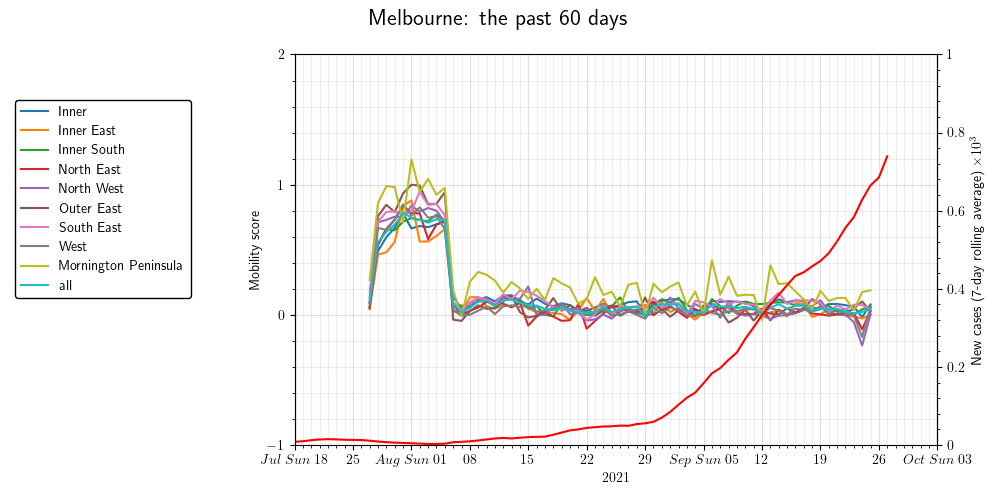 Melbourne: the past 60 days
Inner
Inner East
Inner South
North East
North West
Outer East
South East
West
Mornington Peninsula
all
Mobility score
2
1
0
−1
New cases (7-day rolling average) ×10³
1
0.8
0.6
0.4
0.2
0
Jul Sun 18 25 Aug Sun 01 08 15 22 29 Sep Sun 05 12 19 26 Oct Sun 03
2021